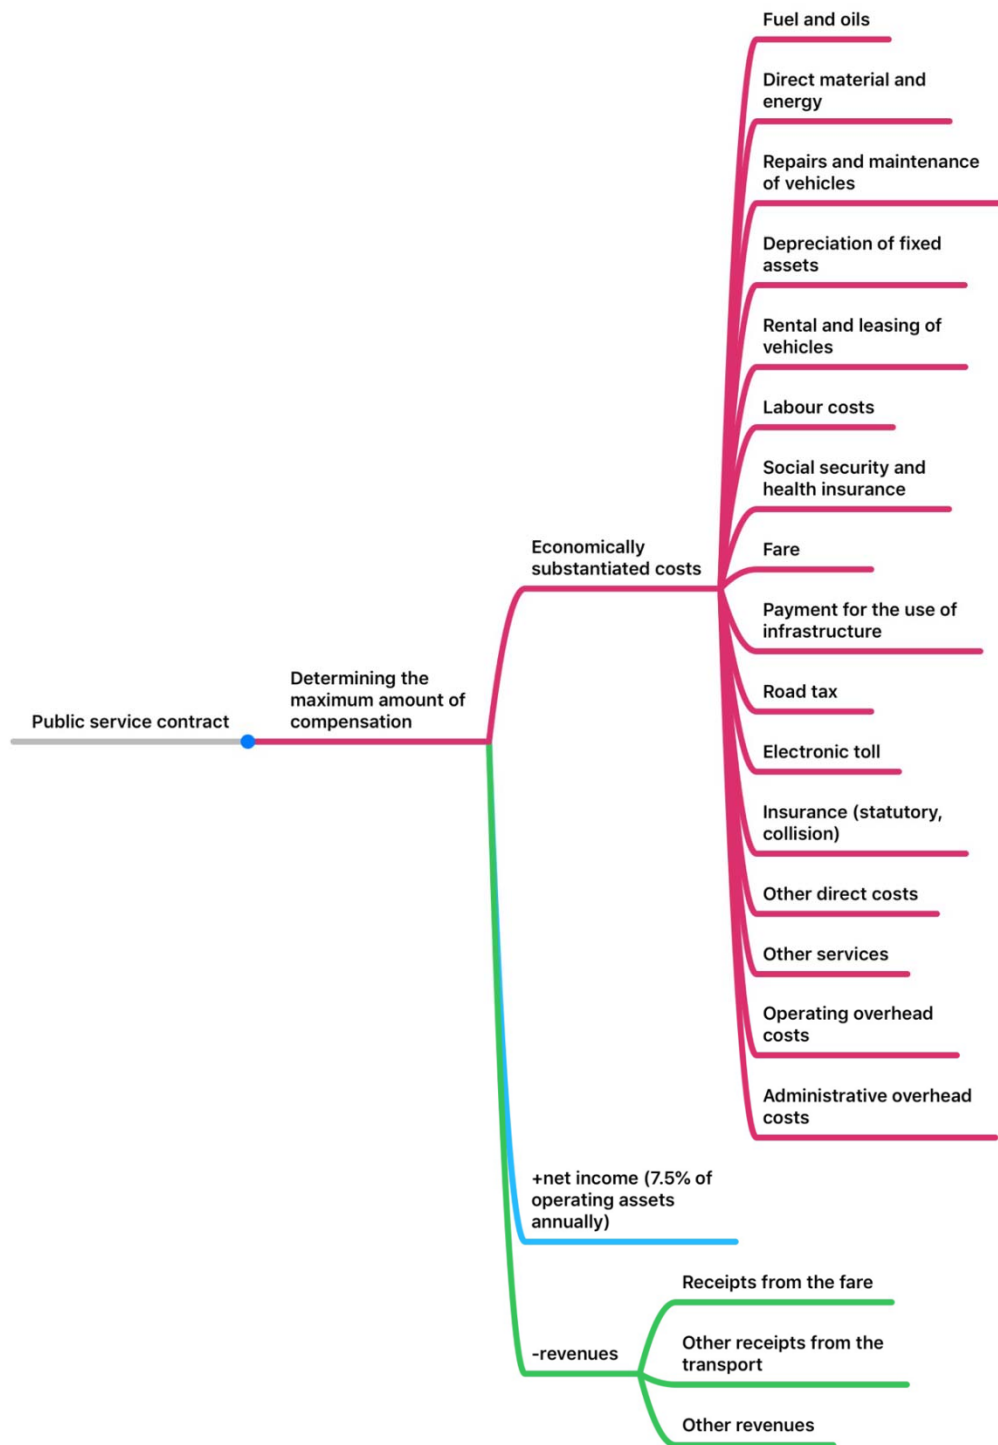 Fuel and oils
Direct material and
energy
Repairs and maintenance
of vehicles
Depreciation of fixed
assets
Rental and leasing of
vehicles
Labour costs
Social security and
health insurance
Economically
substantiated costs
Fare
Payment for the use of
infrastructure
Determining the
maximum amount of
compensation
Public service contract
Road tax
Electronic toll
Insurance (statutory,
collision)
Other direct costs
Other services
Operating overhead
costs
Administrative overhead
costs
+net income (7.5% of
operating assets
annually)
-revenues
Receipts from the fare
Other receipts from the
transport
Other revenues